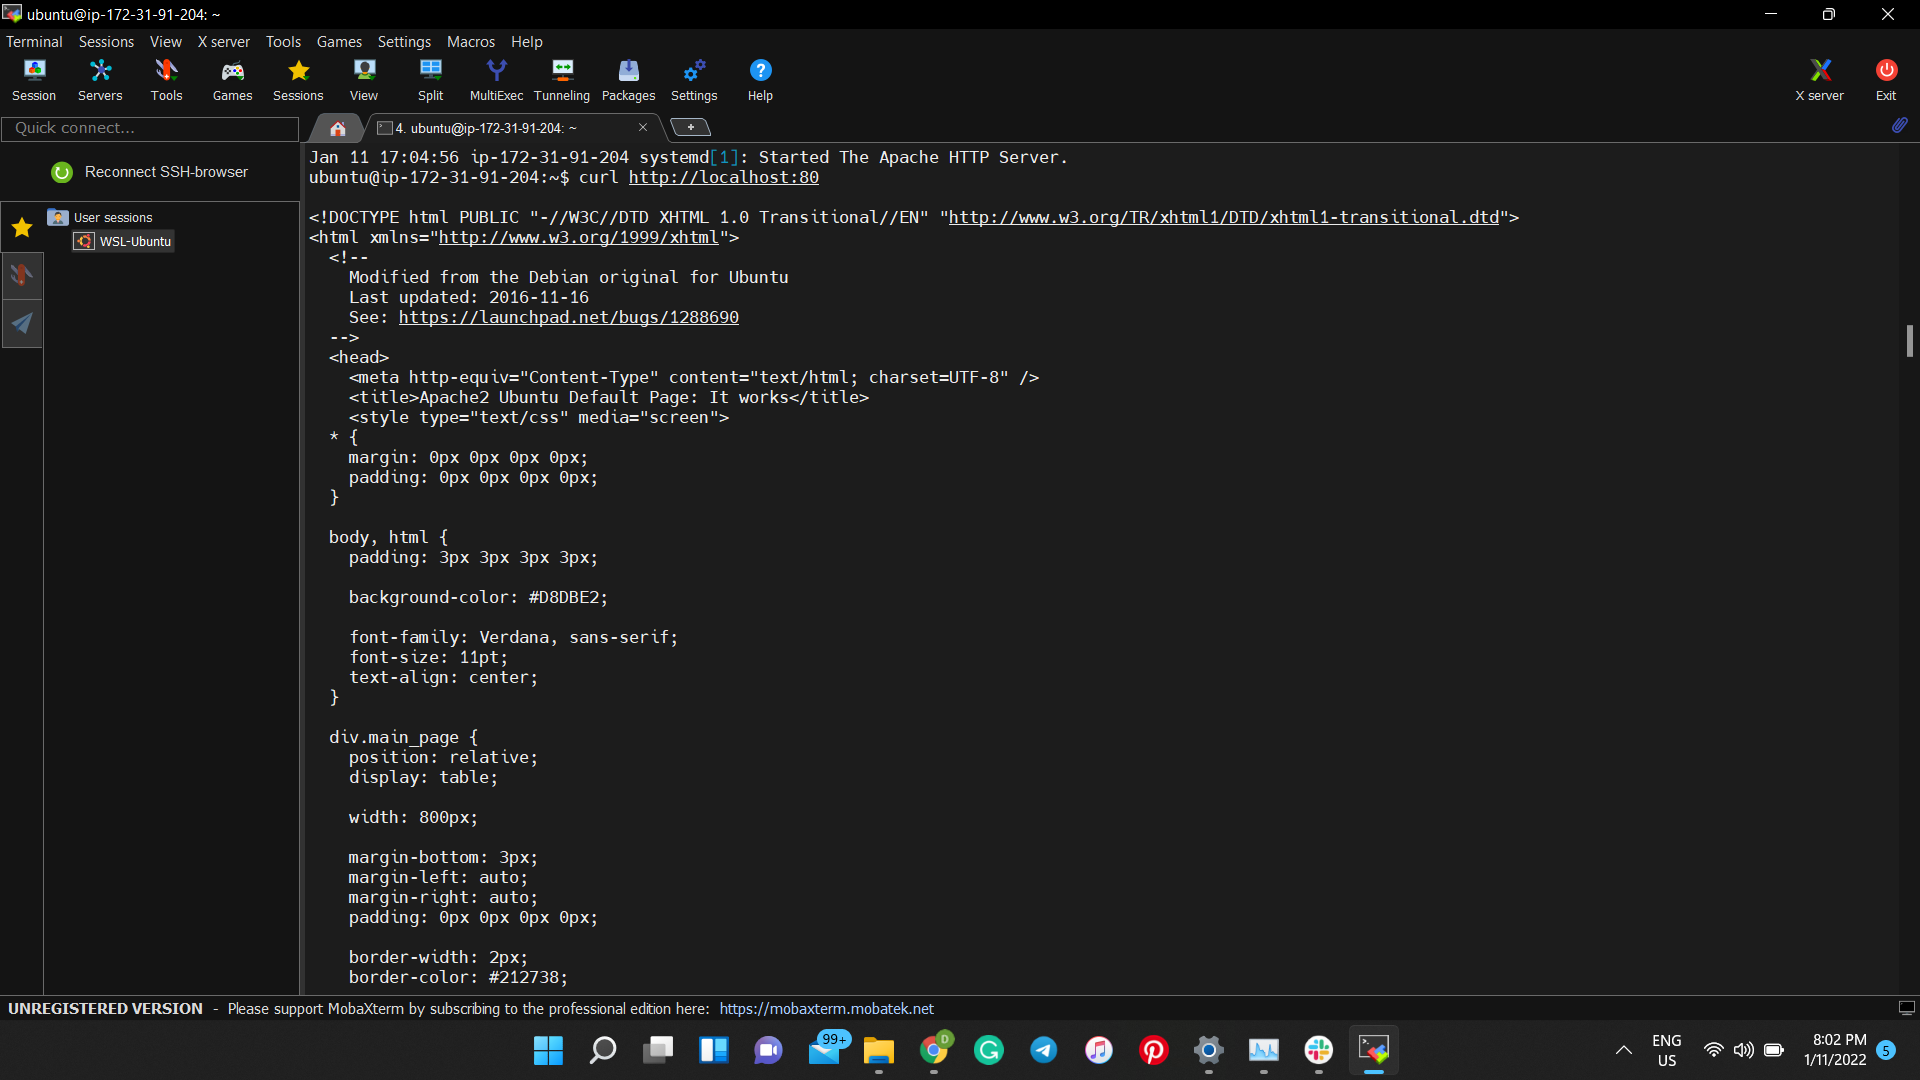 ubuntu@ip-172-31-91-204: ~
Terminal Sessions View X server Tools Games Settings Macros Help
Session Servers Tools Games Sessions View Split MultiExec Tunneling Packages Settings Help X server Exit
Quick connect...
4. ubuntu@ip-172-31-91-204: ~
Reconnect SSH-browser
User sessions
WSL-Ubuntu
Jan 11 17:04:56 ip-172-31-91-204 systemd[1]: Started The Apache HTTP Server.
ubuntu@ip-172-31-91-204:~$ curl http://localhost:80
<!DOCTYPE html PUBLIC "-//W3C//DTD XHTML 1.0 Transitional//EN" "http://www.w3.org/TR/xhtml1/DTD/xhtml1-transitional.dtd">
<html xmlns="http://www.w3.org/1999/xhtml">
<!--
Modified from the Debian original for Ubuntu
Last updated: 2016-11-16
See: https://launchpad.net/bugs/1288690
-->
<head>
<meta http-equiv="Content-Type" content="text/html; charset=UTF-8" />
<title>Apache2 Ubuntu Default Page: It works</title>
<style type="text/css" media="screen">
* {
margin: 0px 0px 0px 0px;
padding: 0px 0px 0px 0px;
}
body, html {
padding: 3px 3px 3px 3px;
background-color: #D8DBE2;
font-family: Verdana, sans-serif;
font-size: 11pt;
text-align: center;
}
div.main_page {
position: relative;
display: table;
width: 800px;
margin-bottom: 3px;
margin-left: auto;
margin-right: auto;
padding: 0px 0px 0px 0px;
border-width: 2px;
border-color: #212738;
UNREGISTERED VERSION - Please support MobaXterm by subscribing to the professional edition here: https://mobaxterm.mobatek.net
99+
D
ENG
US
8:02 PM
1/11/2022
5